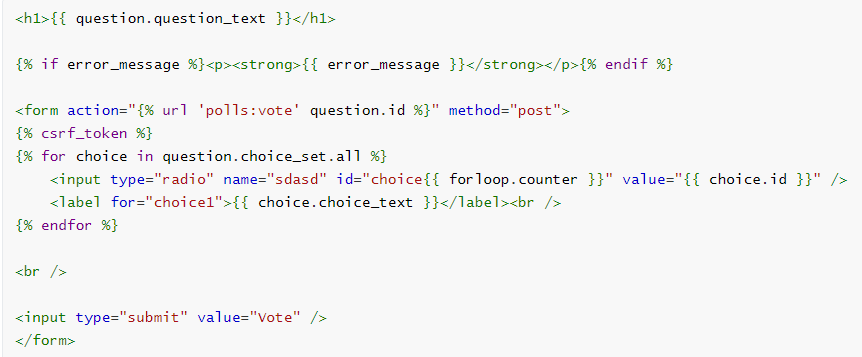 <h1>{{ question.question_text }}</h1>
{% if error_message %}<p><strong>{{ error_message }}</strong></p>{% endif %}
<form action="{% url 'polls:vote' question.id %}" method="post">
{% csrf_token %}
{% for choice in question.choice_set.all %}
<input type="radio" name="sdasd" id="choice{{ forloop.counter }}" value="{{ choice.id }}" />
<label for="choice1">{{ choice.choice_text }}</label><br />
{% endfor %}
<br />
<input type="submit" value="Vote" />
</form>